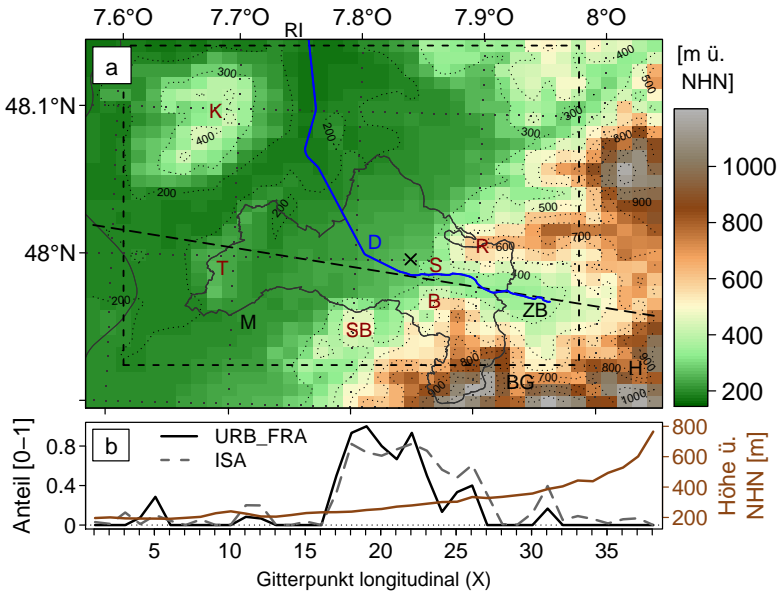 7.6°O 7.7°O 7.8°O 7.9°O 8°O
RI
[m ü.
NHN]
a
48.1°N
48°N
K
T
M
D
S
R
B
SB
ZB
BG
H
300
400
200
200
200
200
300
300
400
500
800
900
500
700
600
400
800
900
700
800
900
1000
1000
800
600
400
200
b
URB_FRA
ISA
Anteil [0–1]
0.8
0.4
0
800
600
400
200
Höhe ü.
NHN [m]
5 10 15 20 25 30 35
Gitterpunkt longitudinal (X)